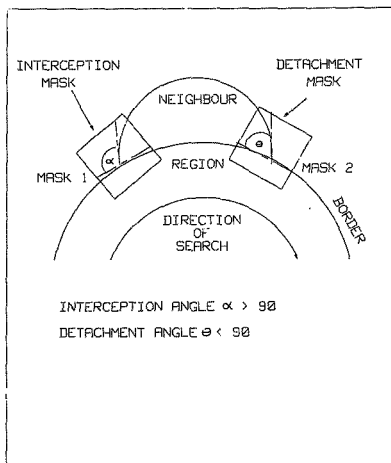 INTERCEPTION
MASK
DETACHMENT
MASK
NEIGHBOUR
α
θ
MASK 1
REGION
MASK 2
BORDER
DIRECTION
OF
SEARCH
INTERCEPTION ANGLE α > 90
DETACHMENT ANGLE θ < 90